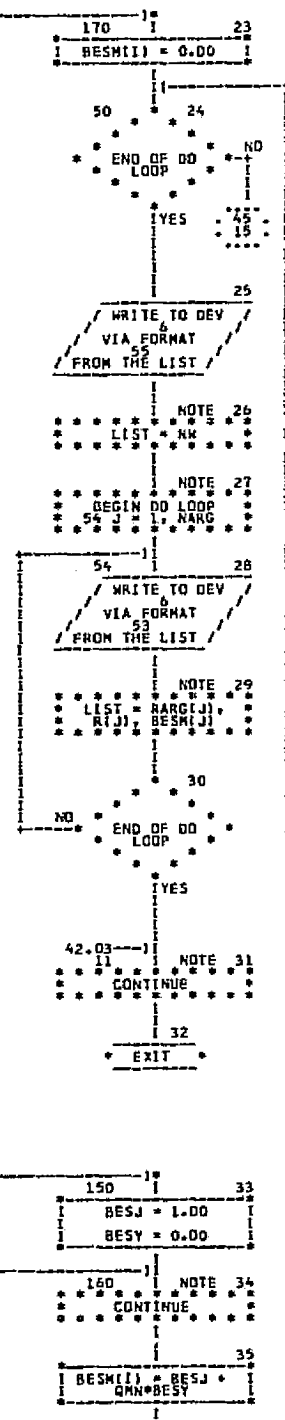 170 23
BESM(I) = 0.D0
50 24
END OF DO
LOOP
NO
YES
45
15
25
WRITE TO DEV
6
VIA FORMAT
55
FROM THE LIST
NOTE 26
LIST = NW
NOTE 27
BEGIN DO LOOP
54 J = 1, NARG
54 28
WRITE TO DEV
6
VIA FORMAT
53
FROM THE LIST
NOTE 29
LIST = RARG(J),
R(J), BESM(J)
30
NO
END OF DO
LOOP
YES
42.03
11 NOTE 31
CONTINUE
32
EXIT
150 33
BESJ = 1.D0
BESY = 0.D0
160 NOTE 34
CONTINUE
35
BESM(I) = BESJ +
QMN*BESY